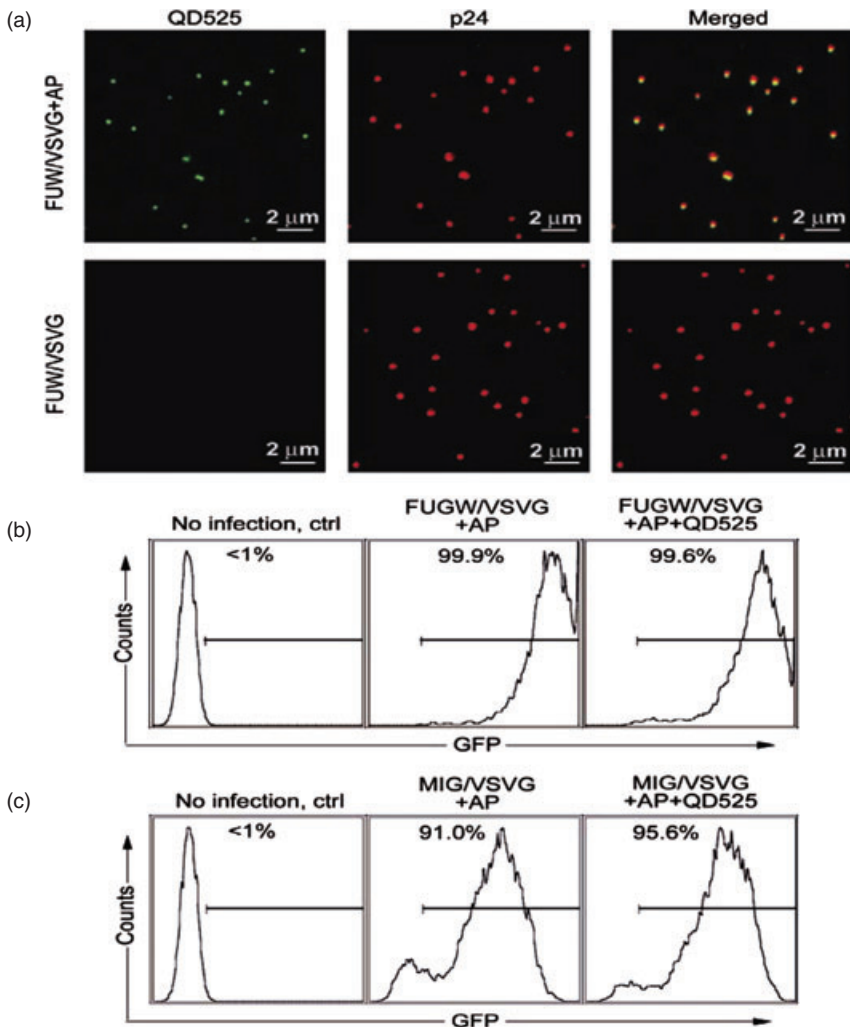 (a)
QD525 p24 Merged
FUW/VSVG+AP
2 μm 2 μm 2 μm
FUW/VSVG
2 μm 2 μm 2 μm
(b)
No infection, ctrl
<1%
FUGW/VSVG
+AP
99.9%
FUGW/VSVG
+AP+QD525
99.6%
Counts
GFP
(c)
No infection, ctrl
<1%
MIG/VSVG
+AP
91.0%
MIG/VSVG
+AP+QD525
95.6%
Counts
GFP